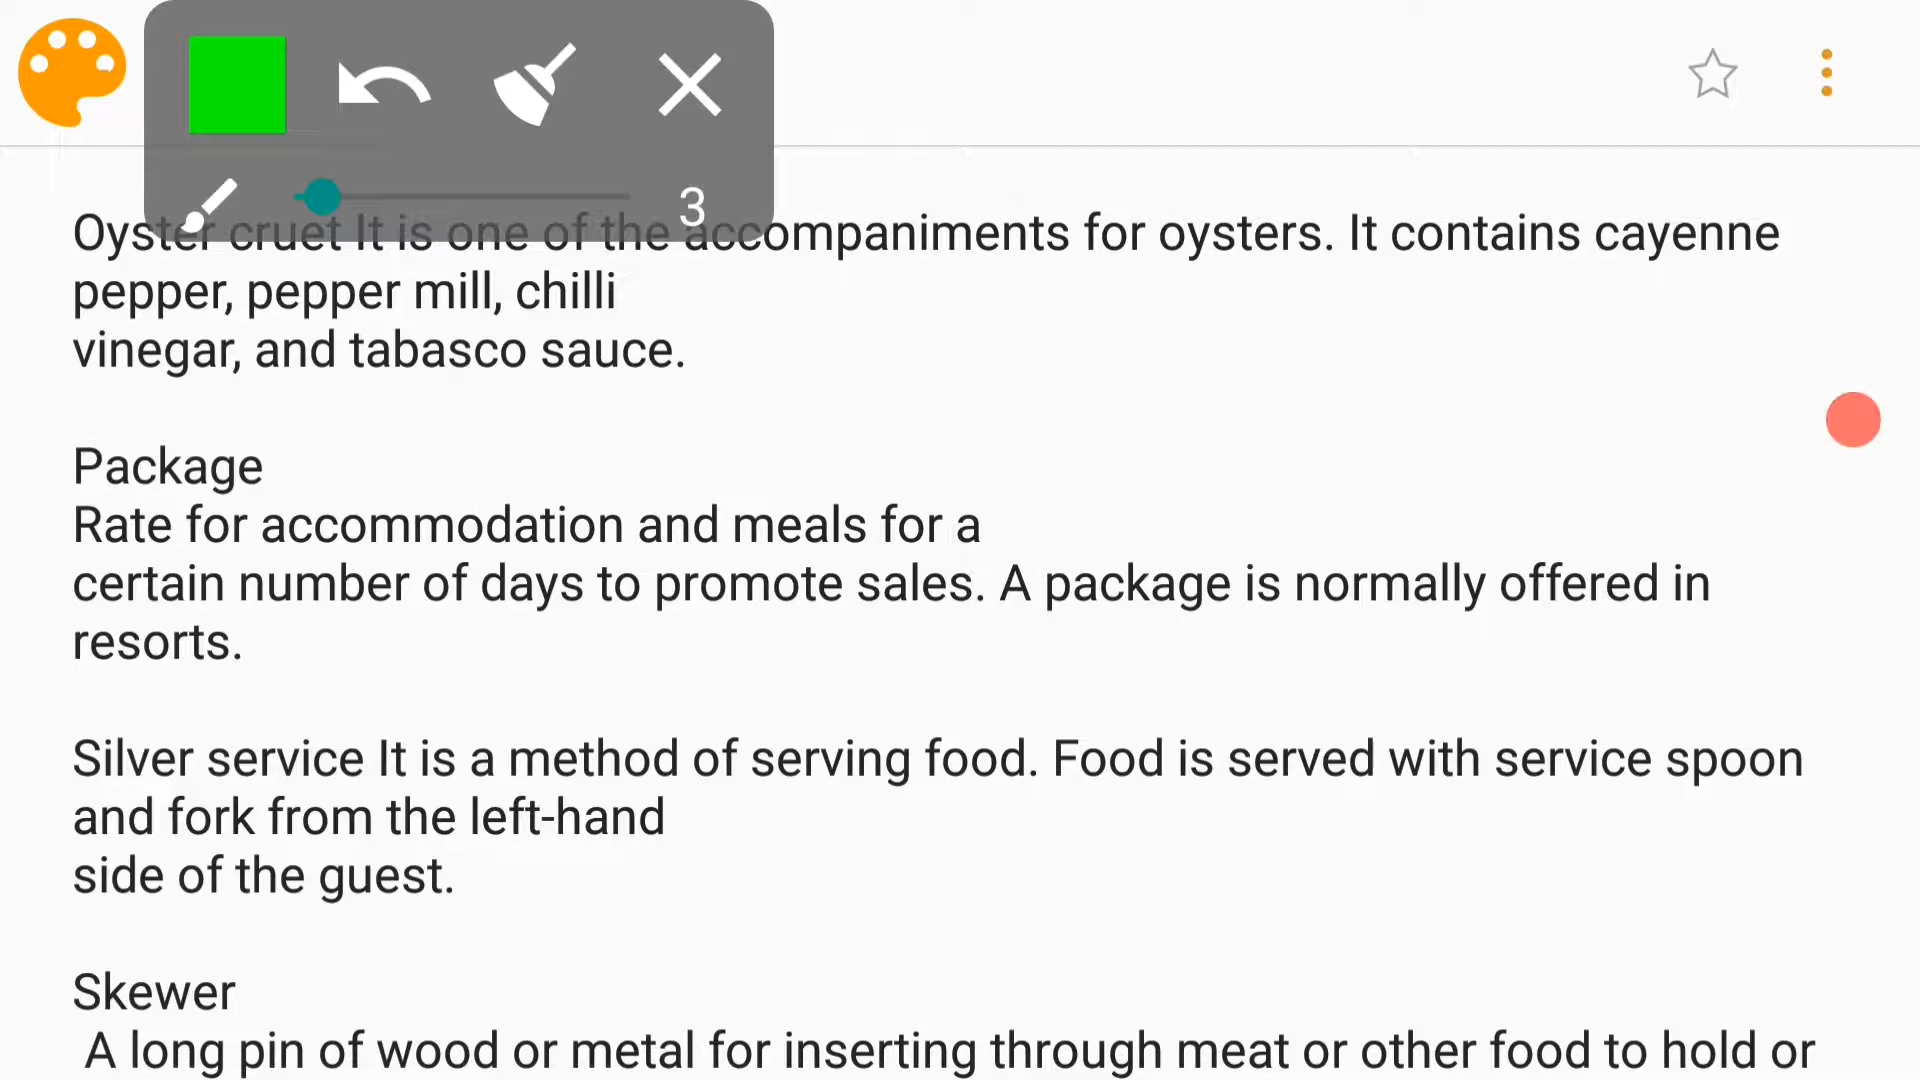 3
Oyster cruet It is one of the accompaniments for oysters. It contains cayenne
pepper, pepper mill, chilli
vinegar, and tabasco sauce.
Package
Rate for accommodation and meals for a
certain number of days to promote sales. A package is normally offered in
resorts.
Silver service It is a method of serving food. Food is served with service spoon
and fork from the left-hand
side of the guest.
Skewer
A long pin of wood or metal for inserting through meat or other food to hold or